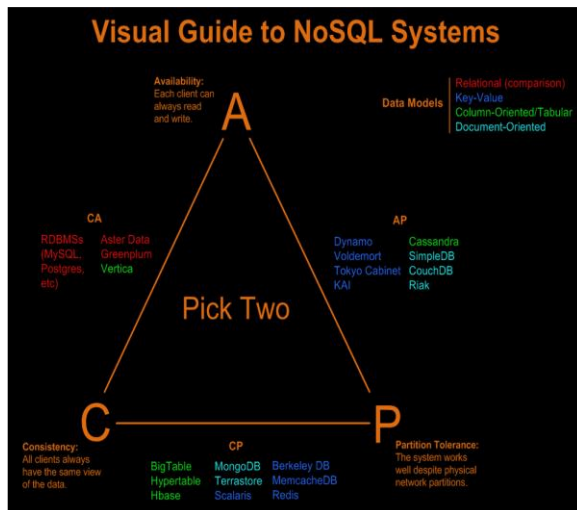 Visual Guide to NoSQL Systems
Availability:
Each client can
always read
and write.
A
Data Models
Relational (comparison)
Key-Value
Column-Oriented/Tabular
Document-Oriented
CA
RDBMSs
(MySQL,
Postgres,
etc)
Aster Data
Greenplum
Vertica
AP
Dynamo
Voldemort
Tokyo Cabinet
KAI
Cassandra
SimpleDB
CouchDB
Riak
Pick Two
C
P
Consistency:
All clients always
have the same view
of the data.
CP
BigTable
Hypertable
Hbase
MongoDB
Terrastore
Scalaris
Berkeley DB
MemcacheDB
Redis
Partition Tolerance:
The system works
well despite physical
network partitions.